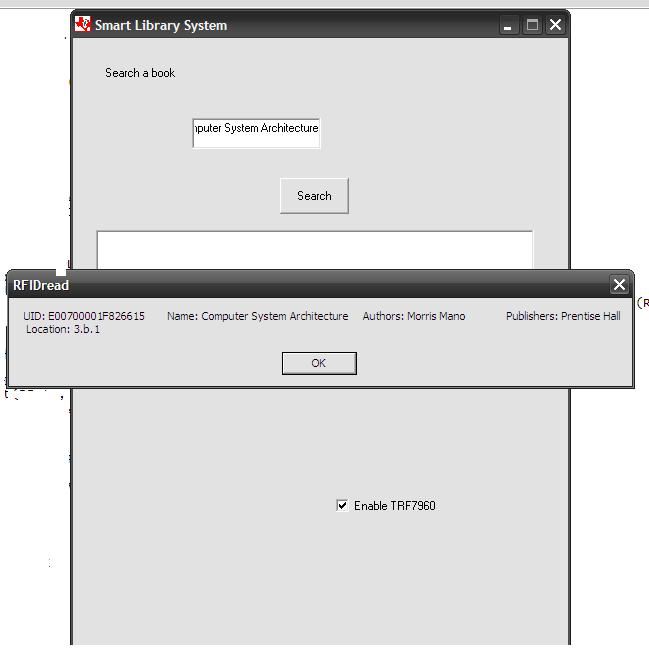 Smart Library System
Search a book
puter System Architecture
Search
RFIDread
UID: E00700001F826615 Name: Computer System Architecture Authors: Morris Mano Publishers: Prentise Hall
Location: 3.b.1
OK
Enable TRF7960